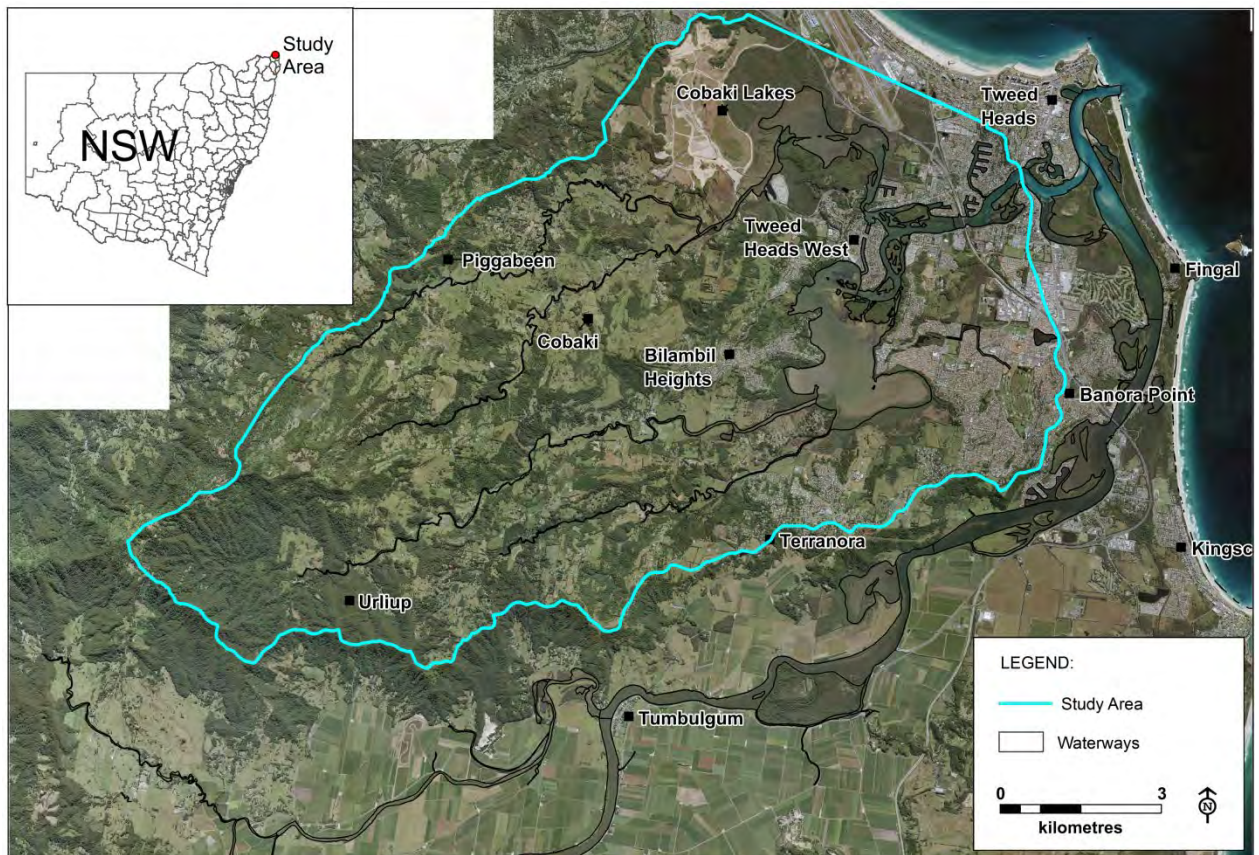 Study
Area
NSW
Cobaki Lakes
Tweed
Heads
Tweed
Heads West
Piggabeen
Fingal
Cobaki
Bilambil
Heights
Banora Point
Terranora
Kingsc
Urliup
Tumbulgum
LEGEND:
Study Area
Waterways
0 3
kilometres
N